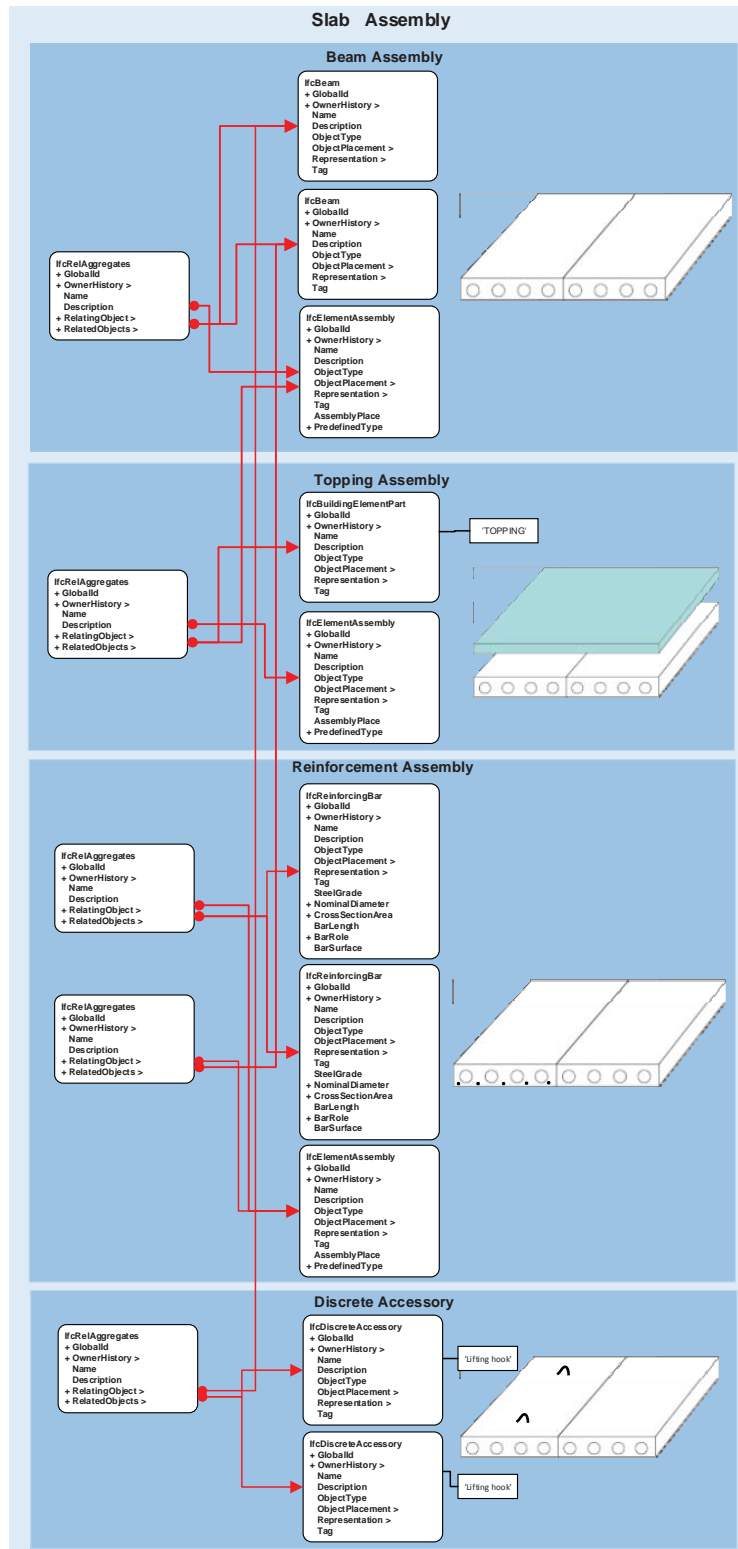 Slab Assembly
Beam Assembly
IfcBeam
+ GlobalId
+ OwnerHistory >
Name
Description
ObjectType
ObjectPlacement >
Representation >
Tag
IfcBeam
+ GlobalId
+ OwnerHistory >
Name
Description
ObjectType
ObjectPlacement >
Representation >
Tag
IfcRelAggregates
+ GlobalId
+ OwnerHistory >
Name
Description
+ RelatingObject >
+ RelatedObjects >
IfcElementAssembly
+ GlobalId
+ OwnerHistory >
Name
Description
ObjectType
ObjectPlacement >
Representation >
Tag
AssemblyPlace
+ PredefinedType
Topping Assembly
IfcBuildingElementPart
+ GlobalId
+ OwnerHistory >
Name
Description
ObjectType
ObjectPlacement >
Representation >
Tag
'TOPPING'
IfcRelAggregates
+ GlobalId
+ OwnerHistory >
Name
Description
+ RelatingObject >
+ RelatedObjects >
IfcElementAssembly
+ GlobalId
+ OwnerHistory >
Name
Description
ObjectType
ObjectPlacement >
Representation >
Tag
AssemblyPlace
+ PredefinedType
Reinforcement Assembly
IfcReinforcingBar
+ GlobalId
+ OwnerHistory >
Name
Description
ObjectType
ObjectPlacement >
Representation >
Tag
SteelGrade
+ NominalDiameter
+ CrossSectionArea
BarLength
+ BarRole
BarSurface
IfcRelAggregates
+ GlobalId
+ OwnerHistory >
Name
Description
+ RelatingObject >
+ RelatedObjects >
IfcReinforcingBar
+ GlobalId
+ OwnerHistory >
Name
Description
ObjectType
ObjectPlacement >
Representation >
Tag
SteelGrade
+ NominalDiameter
+ CrossSectionArea
BarLength
+ BarRole
BarSurface
IfcRelAggregates
+ GlobalId
+ OwnerHistory >
Name
Description
+ RelatingObject >
+ RelatedObjects >
IfcElementAssembly
+ GlobalId
+ OwnerHistory >
Name
Description
ObjectType
ObjectPlacement >
Representation >
Tag
AssemblyPlace
+ PredefinedType
Discrete Accessory
IfcDiscreteAccessory
+ GlobalId
+ OwnerHistory >
Name
Description
ObjectType
ObjectPlacement >
Representation >
Tag
'Lifting hook'
IfcRelAggregates
+ GlobalId
+ OwnerHistory >
Name
Description
+ RelatingObject >
+ RelatedObjects >
IfcDiscreteAccessory
+ GlobalId
+ OwnerHistory >
Name
Description
ObjectType
ObjectPlacement >
Representation >
Tag
'Lifting hook'